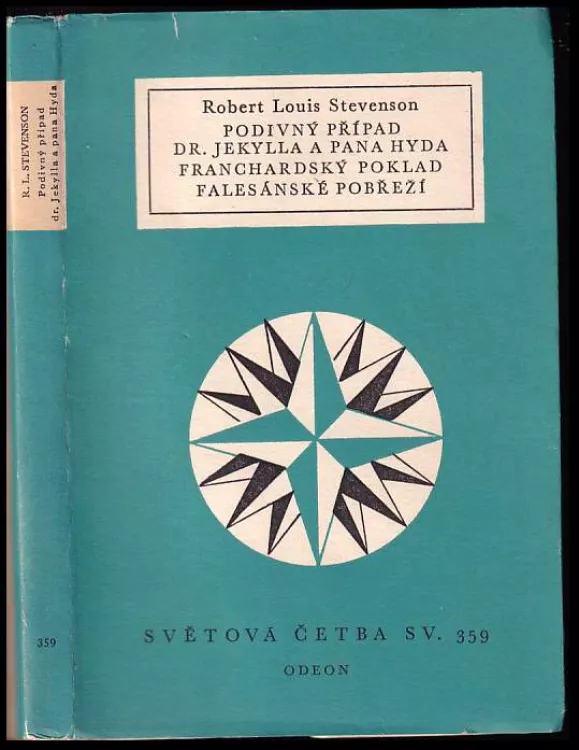 R. L. STEVENSON
Podivný případ
dr. Jekylla a pana Hyda
359
Robert Louis Stevenson
PODIVNÝ PŘÍPAD
DR. JEKYLLA A PANA HYDA
FRANCHARDSKÝ POKLAD
FALESÁNSKÉ POBŘEŽÍ
SVĚTOVÁ ČETBA SV. 359
ODEON